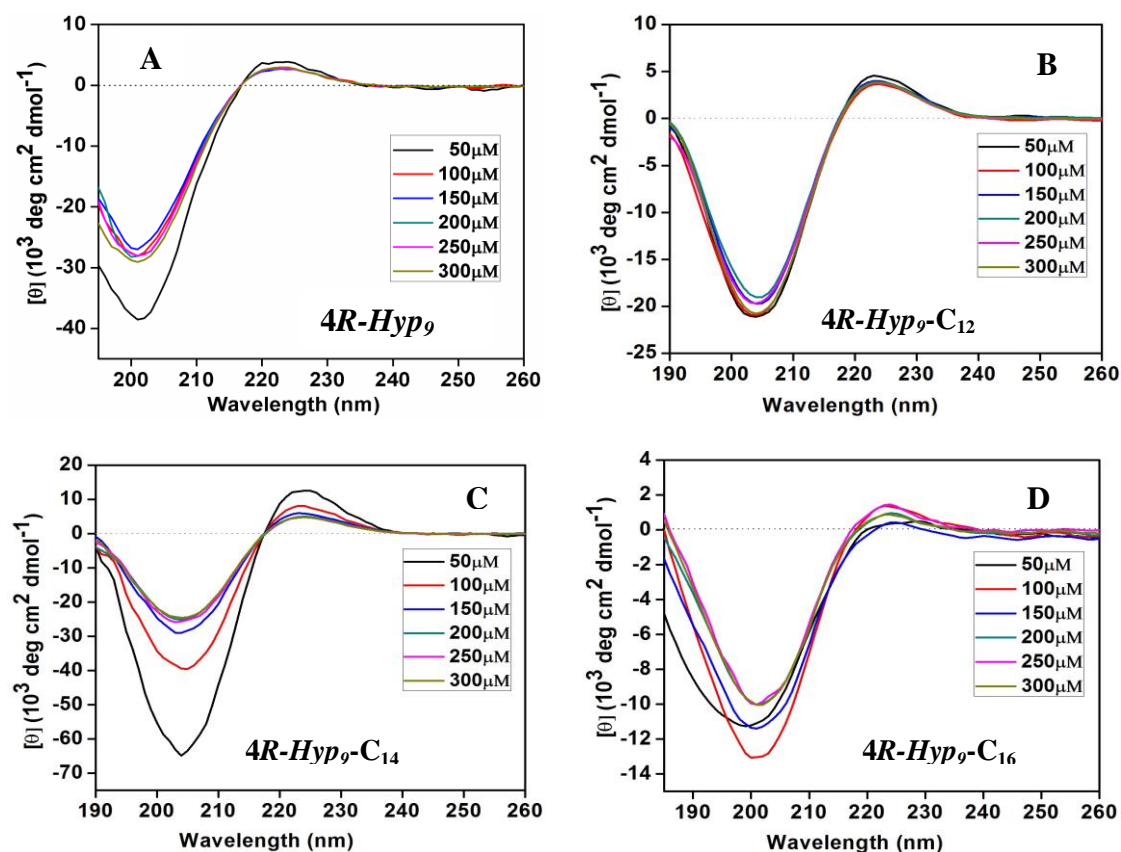 A
[θ] (10³ deg cm² dmol⁻¹)
10
0
-10
-20
-30
-40
50μM
100μM
150μM
200μM
250μM
300μM
4R-Hyp₉
200 210 220 230 240 250 260
Wavelength (nm)
B
[θ] (10³ deg cm² dmol⁻¹)
10
5
0
-5
-10
-15
-20
-25
50μM
100μM
150μM
200μM
250μM
300μM
4R-Hyp₉-C₁₂
190 200 210 220 230 240 250 260
Wavelength (nm)
C
[θ] (10³ deg cm² dmol⁻¹)
20
10
0
-10
-20
-30
-40
-50
-60
-70
50μM
100μM
150μM
200μM
250μM
300μM
4R-Hyp₉-C₁₄
190 200 210 220 230 240 250 260
Wavelength (nm)
D
[θ] (10³ deg cm² dmol⁻¹)
4
2
0
-2
-4
-6
-8
-10
-12
-14
50μM
100μM
150μM
200μM
250μM
300μM
4R-Hyp₉-C₁₆
190 200 210 220 230 240 250 260
Wavelength (nm)